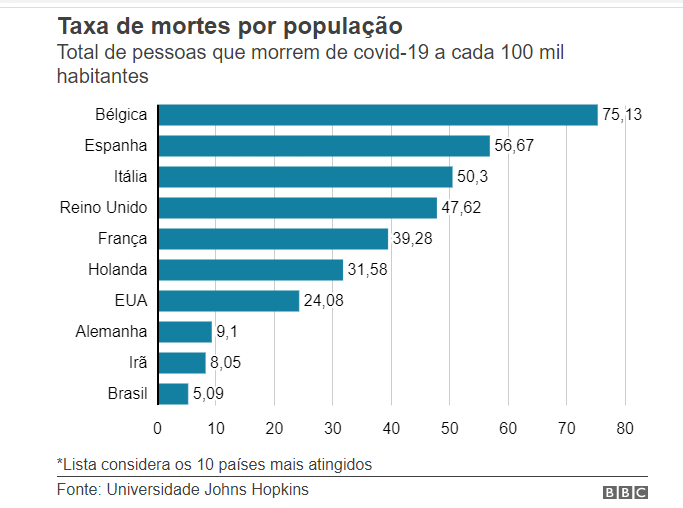 Taxa de mortes por população
Total de pessoas que morrem de covid-19 a cada 100 mil
habitantes
Bélgica 75,13
Espanha 56,67
Itália 50,3
Reino Unido 47,62
França 39,28
Holanda 31,58
EUA 24,08
Alemanha 9,1
Irã 8,05
Brasil 5,09
0 10 20 30 40 50 60 70 80
*Lista considera os 10 países mais atingidos
Fonte: Universidade Johns Hopkins
BBC